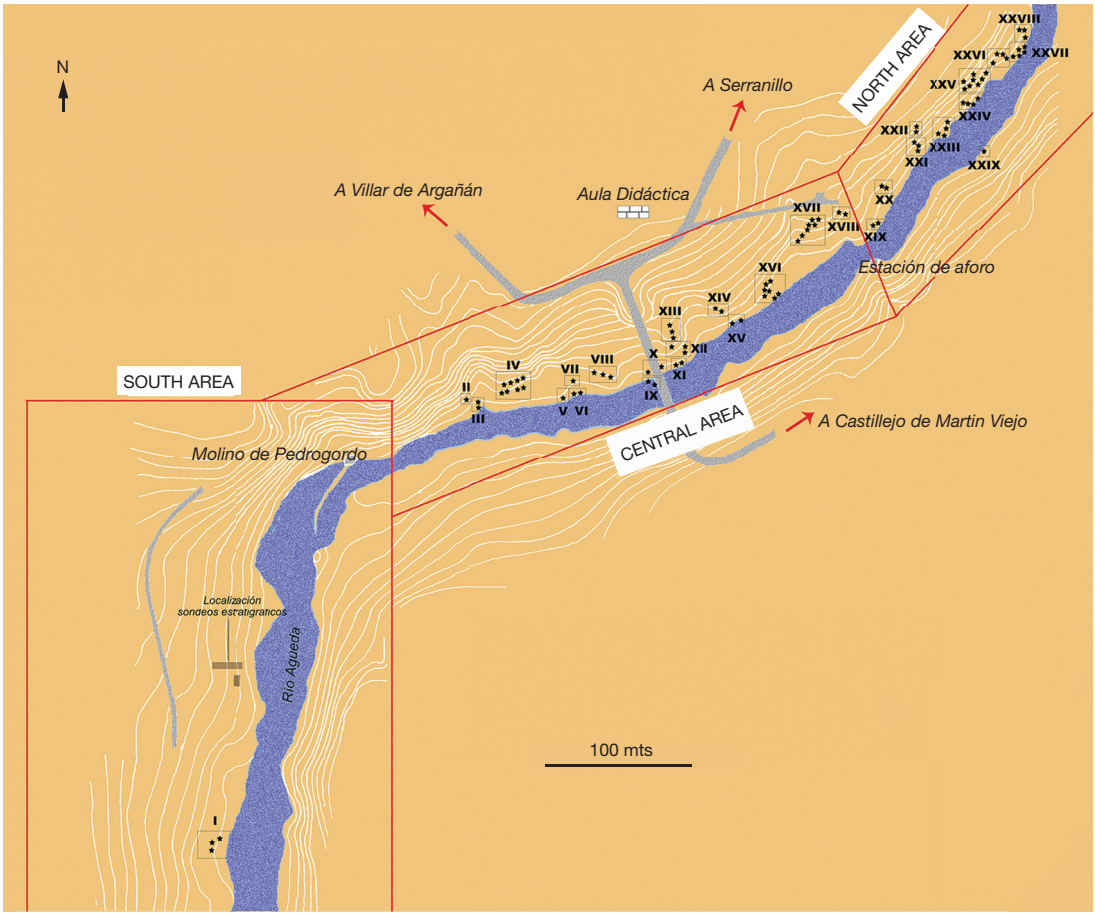 XXVIII
N
NORTH AREA
XXVI
XXVII
A Serranillo
XXV
XXIV
XXII
XXIII
XXI
XXIX
A Villar de Argañán
Aula Didáctica
XX
XVII
XVIII
XIX
Estación de aforo
XVI
XIV
XIII
XV
X
XII
IV
VIII
VII
XI
SOUTH AREA
II
IX
V VI
III
CENTRAL AREA
A Castillejo de Martin Viejo
Molino de Pedrogordo
Localización
sondeos estratigraticos
Río Agueda
100 mts
I